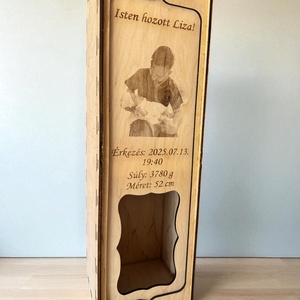 Isten hozott Liza!
Érkezés: 2025.07.13.
19:40
Súly: 3780 g
Méret: 52 cm